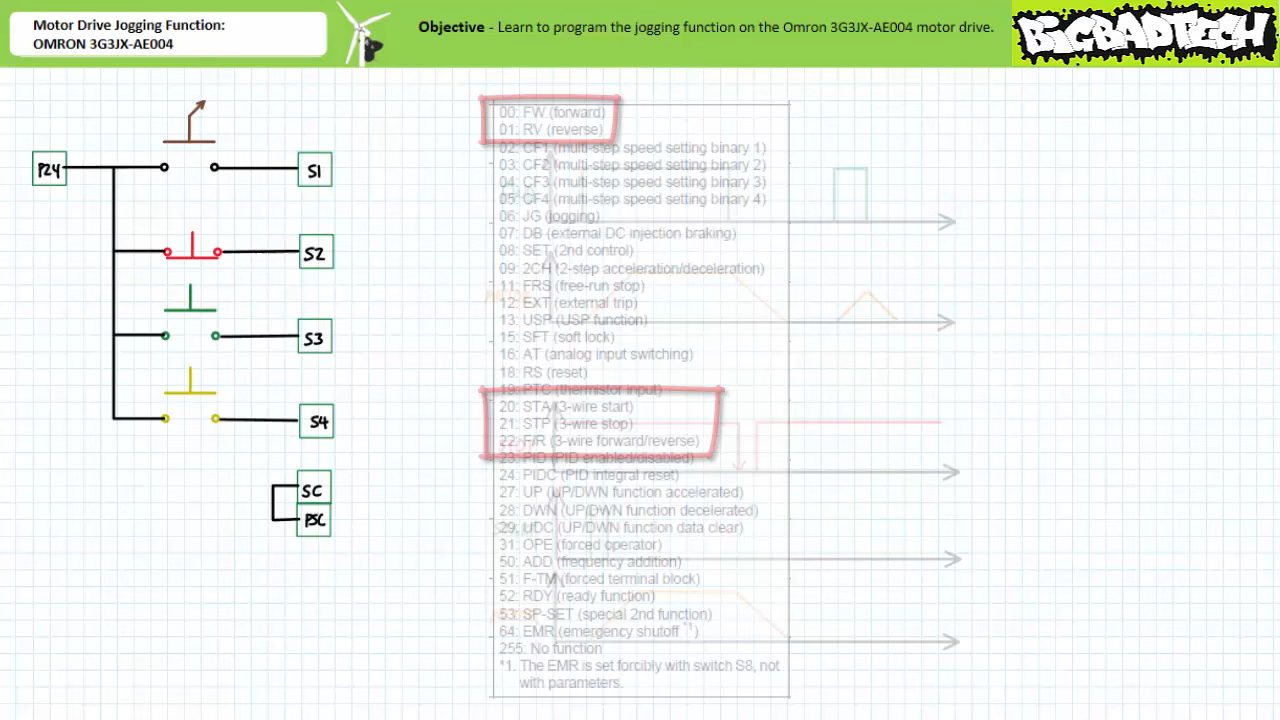 Motor Drive Jogging Function:
OMRON 3G3JX-AE004
Objective - Learn to program the jogging function on the Omron 3G3JX-AE004 motor drive.
BIGBADTECH
P24
S1
S2
S3
S4
SC
PSC
00: FW (forward)
01: RV (reverse)
02: CF1 (multi-step speed setting binary 1)
03: CF2 (multi-step speed setting binary 2)
04: CF3 (multi-step speed setting binary 3)
05: CF4 (multi-step speed setting binary 4)
06: JG (jogging)
07: DB (external DC injection braking)
08: SET (2nd control)
09: 2CH (2-step acceleration/deceleration)
11: FRS (free-run stop)
12: EXT (external trip)
13: USP (USP function)
15: SFT (soft lock)
16: AT (analog input switching)
18: RS (reset)
19: PTC (thermistor input)
20: STA (3-wire start)
21: STP (3-wire stop)
22: F/R (3-wire forward/reverse)
23: PID (PID enabled/disabled)
24: PIDC (PID integral reset)
27: UP (UP/DWN function accelerated)
28: DWN (UP/DWN function decelerated)
29: UDC (UP/DWN function data clear)
31: OPE (forced operator)
50: ADD (frequency addition)
51: F-TM (forced terminal block)
52: RDY (ready function)
53: SP-SET (special 2nd function)
64: EMR (emergency shutoff *1)
255: No function
*1. The EMR is set forcibly with switch S8, not
with parameters.